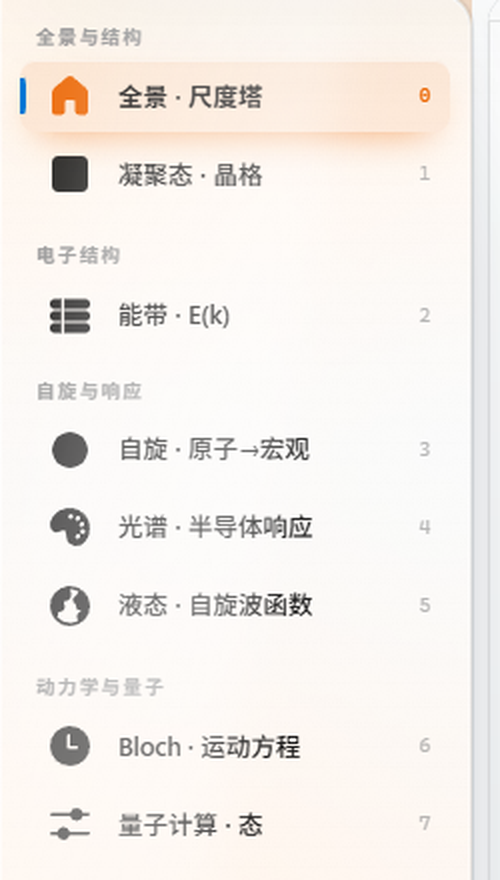 全景与结构
全景 · 尺度塔 0
凝聚态 · 晶格 1
电子结构
能带 · E(k) 2
自旋与响应
自旋 · 原子→宏观 3
光谱 · 半导体响应 4
液态 · 自旋波函数 5
动力学与量子
Bloch · 运动方程 6
量子计算 · 态 7